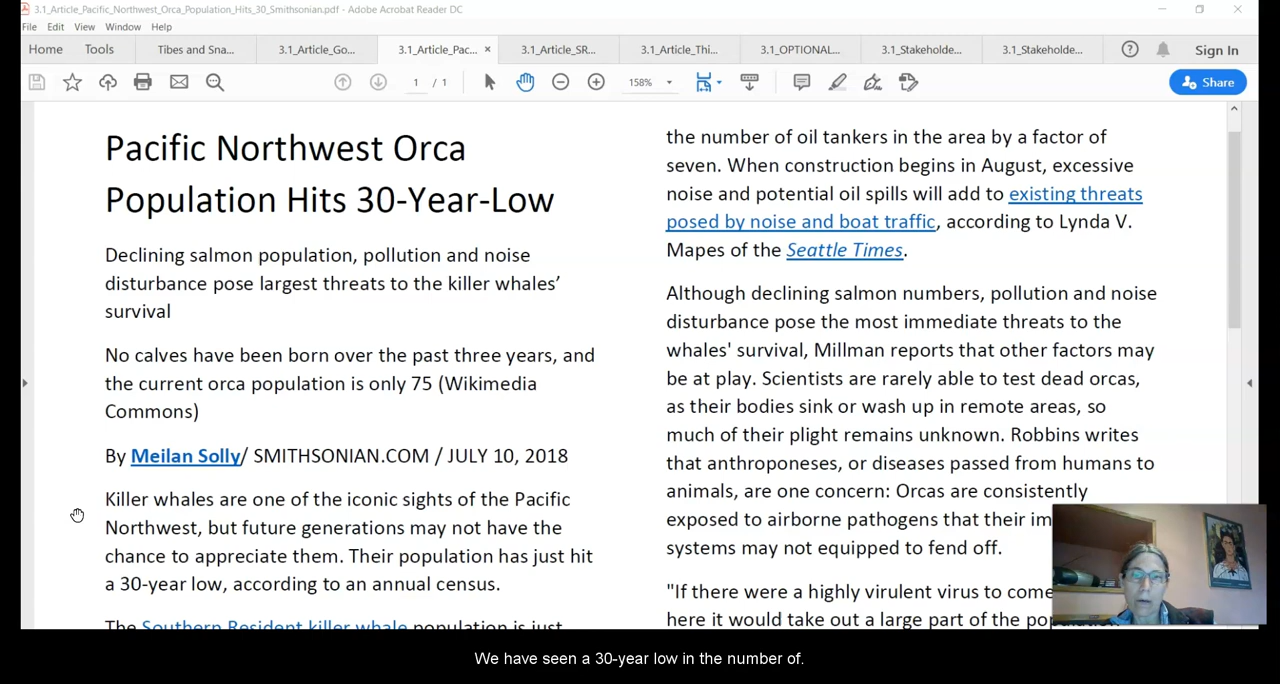 3.1_Article_Pacific_Northwest_Orca_Population_Hits_30_Smithsonian.pdf - Adobe Acrobat Reader DC
File Edit View Window Help
Home Tools Tibes and Sna... 3.1_Article_Go... 3.1_Article_Pac... × 3.1_Article_SR... 3.1_Article_Thi... 3.1_OPTIONAL... 3.1_Stakeholde... 3.1_Stakeholde... Sign In
1 / 1 158% Share
Pacific Northwest Orca
Population Hits 30-Year-Low
Declining salmon population, pollution and noise
disturbance pose largest threats to the killer whales’
survival
No calves have been born over the past three years, and
the current orca population is only 75 (Wikimedia
Commons)
By Meilan Solly/ SMITHSONIAN.COM / JULY 10, 2018
Killer whales are one of the iconic sights of the Pacific
Northwest, but future generations may not have the
chance to appreciate them. Their population has just hit
a 30-year low, according to an annual census.
The Southern Resident killer whale population is just
the number of oil tankers in the area by a factor of
seven. When construction begins in August, excessive
noise and potential oil spills will add to existing threats
posed by noise and boat traffic, according to Lynda V.
Mapes of the Seattle Times.
Although declining salmon numbers, pollution and noise
disturbance pose the most immediate threats to the
whales' survival, Millman reports that other factors may
be at play. Scientists are rarely able to test dead orcas,
as their bodies sink or wash up in remote areas, so
much of their plight remains unknown. Robbins writes
that anthroponeses, or diseases passed from humans to
animals, are one concern: Orcas are consistently
exposed to airborne pathogens that their im
systems may not equipped to fend off.
"If there were a highly virulent virus to come
here it would take out a large part of the population
We have seen a 30-year low in the number of.